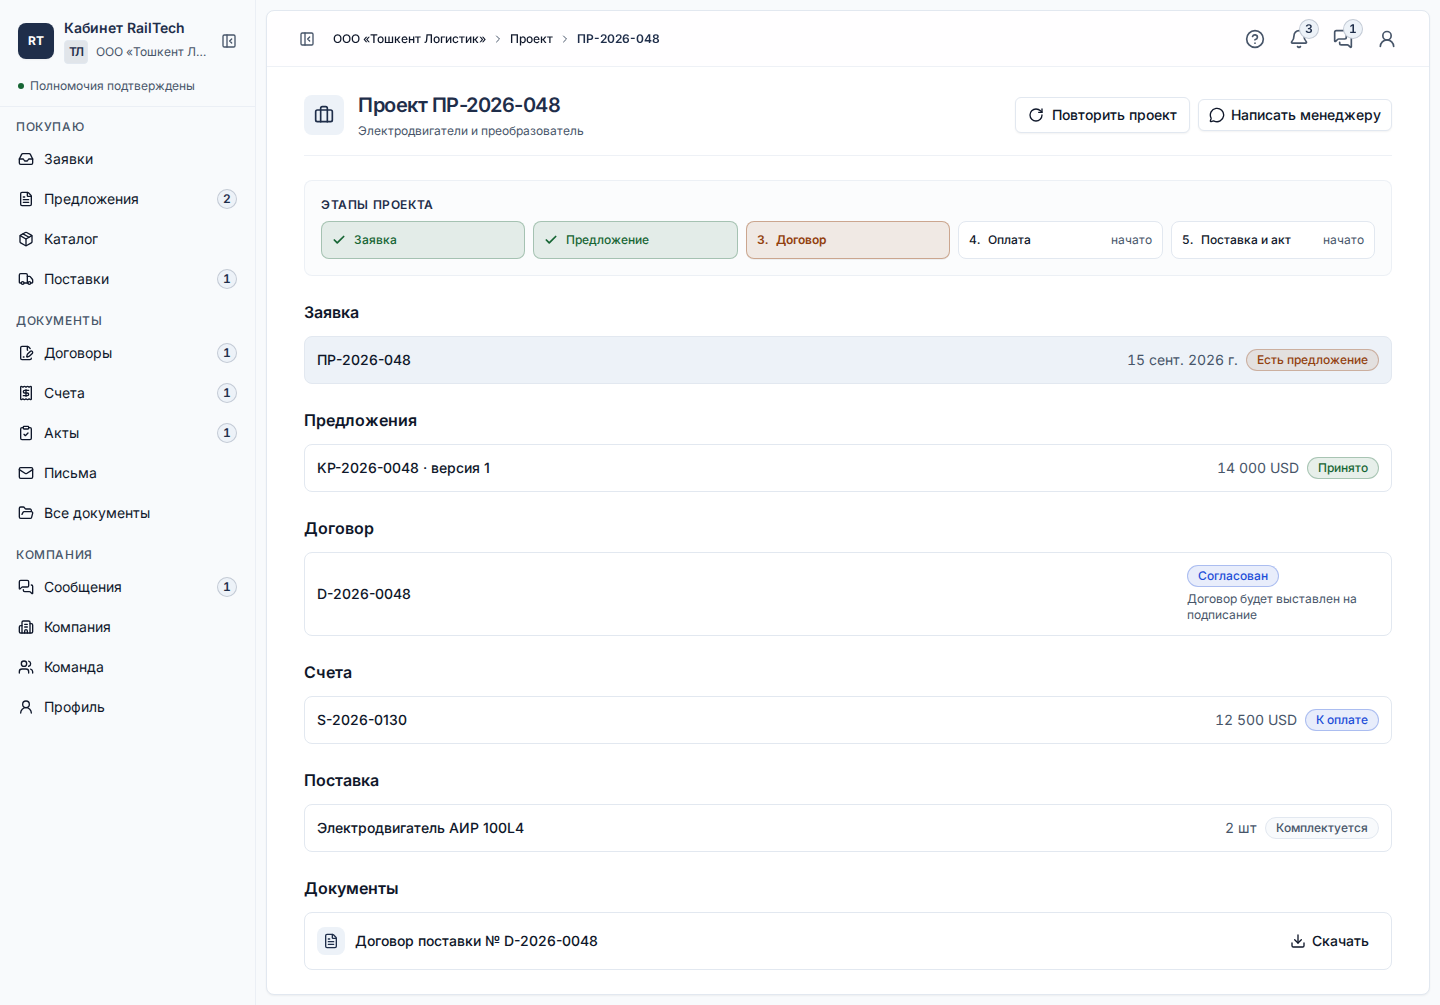 RT
Кабинет RailTech
ТЛ ООО «Тошкент Л...
Полномочия подтверждены
ПОКУПАЮ
Заявки
Предложения 2
Каталог
Поставки 1
ДОКУМЕНТЫ
Договоры 1
Счета 1
Акты 1
Письма
Все документы
КОМПАНИЯ
Сообщения 1
Компания
Команда
Профиль
ООО «Тошкент Логистик» Проект ПР-2026-048
3 1
Проект ПР-2026-048
Электродвигатели и преобразователь
Повторить проект Написать менеджеру
ЭТАПЫ ПРОЕКТА
Заявка Предложение 3. Договор 4. Оплата начато 5. Поставка и акт начато
Заявка
ПР-2026-048 15 сент. 2026 г. Есть предложение
Предложения
KP-2026-0048 · версия 1 14 000 USD Принято
Договор
D-2026-0048 Согласован
Договор будет выставлен на
подписание
Счета
S-2026-0130 12 500 USD К оплате
Поставка
Электродвигатель АИР 100L4 2 шт Комплектуется
Документы
Договор поставки № D-2026-0048 Скачать